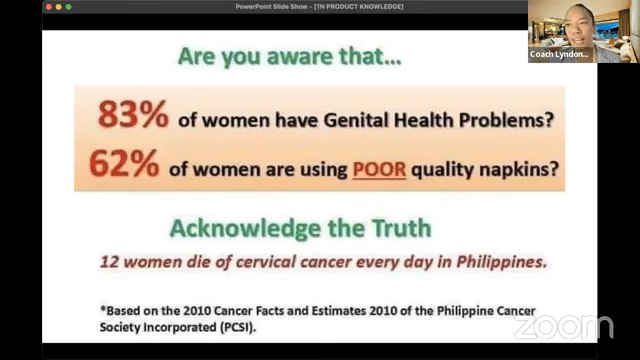 PowerPoint Slide Show - [IN PRODUCT KNOWLEDGE]
Coach Lyndon...
Are you aware that...
83% of women have Genital Health Problems?
62% of women are using POOR quality napkins?
Acknowledge the Truth
12 women die of cervical cancer every day in Philippines.
*Based on the 2010 Cancer Facts and Estimates 2010 of the Philippine Cancer
Society Incorporated (PCSI).
zoom